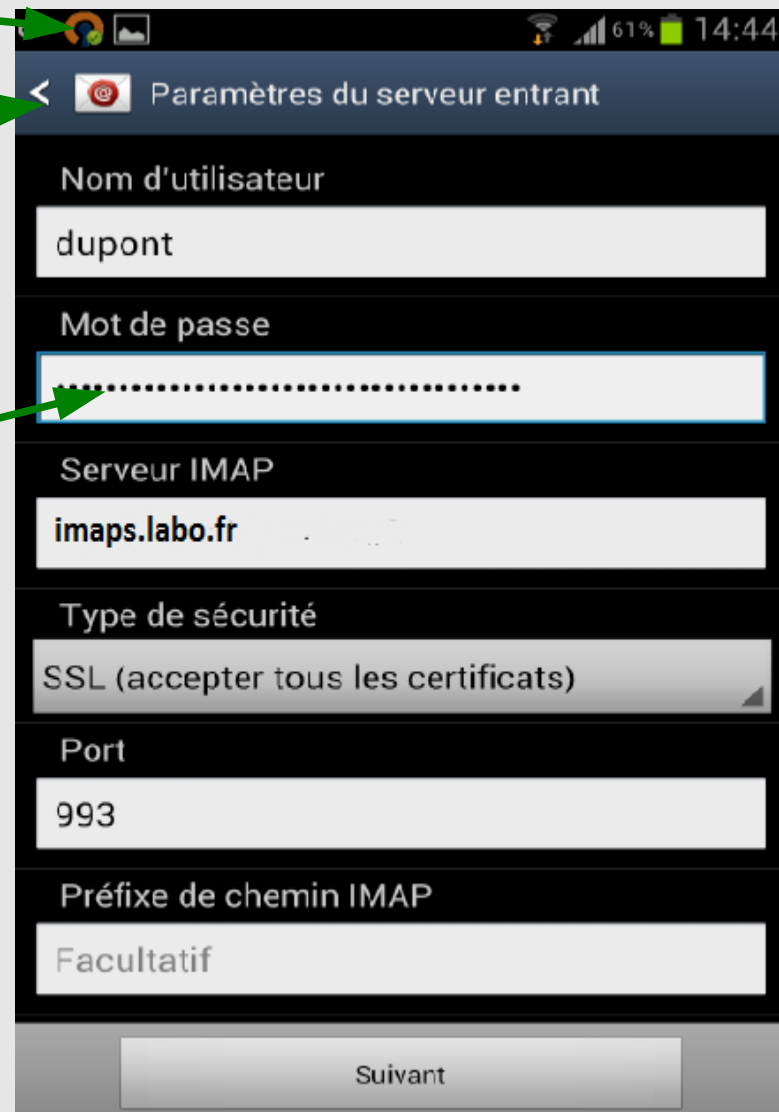 61% 14:44
Paramètres du serveur entrant
Nom d'utilisateur
dupont
Mot de passe
Serveur IMAP
imaps.labo.fr
Type de sécurité
SSL (accepter tous les certificats)
Port
993
Préfixe de chemin IMAP
Facultatif
Suivant